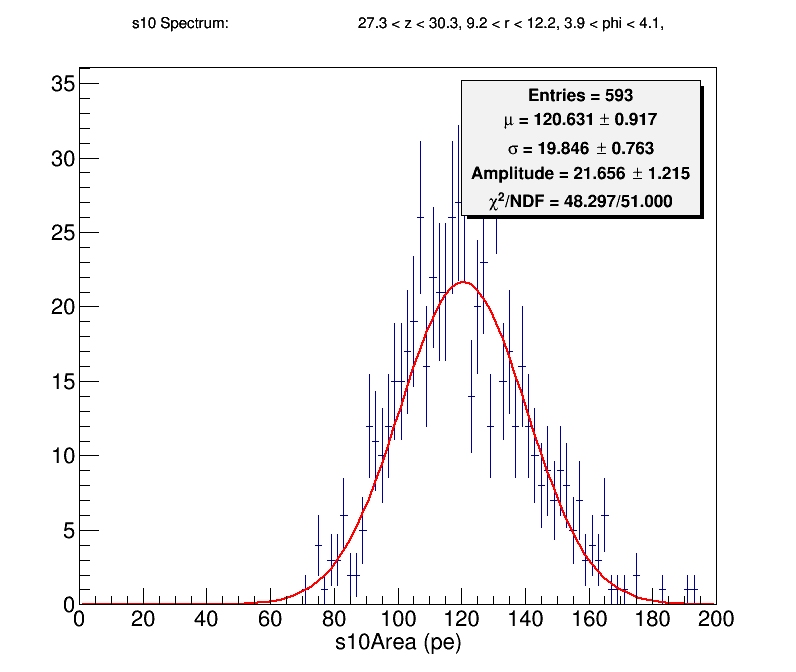 s10 Spectrum: 27.3 < z < 30.3, 9.2 < r < 12.2, 3.9 < phi < 4.1,
Entries = 593
μ = 120.631 ± 0.917
σ = 19.846 ± 0.763
Amplitude = 21.656 ± 1.215
χ²/NDF = 48.297/51.000
35
30
25
20
15
10
5
0
0 20 40 60 80 100 120 140 160 180 200
s10Area (pe)